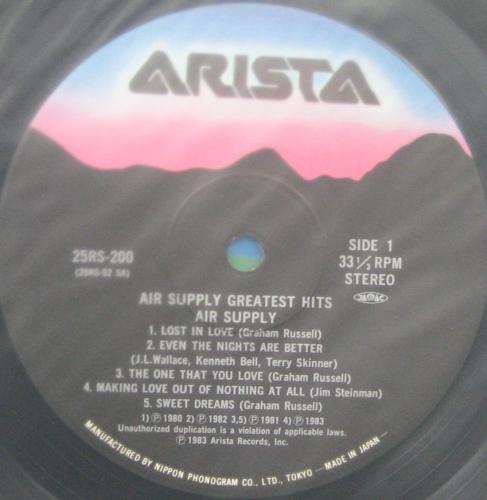 ARISTA
25RS-200
SIDE 1
33 1/3 RPM
STEREO
AIR SUPPLY GREATEST HITS
AIR SUPPLY
1. LOST IN LOVE (Graham Russell)
2. EVEN THE NIGHTS ARE BETTER
(J.L.Wallace, Kenneth Bell, Terry Skinner)
3. THE ONE THAT YOU LOVE (Graham Russell)
4. MAKING LOVE OUT OF NOTHING AT ALL (Jim Steinman)
5. SWEET DREAMS (Graham Russell)
1) Ⓟ 1980 2) Ⓟ 1982 3,5) Ⓟ 1981 4) Ⓟ 1983
Unauthorized duplication is a violation of applicable laws.
Ⓟ 1983 Arista Records, Inc.
MANUFACTURED BY NIPPON PHONOGRAM CO., LTD., TOKYO —MADE IN JAPAN—